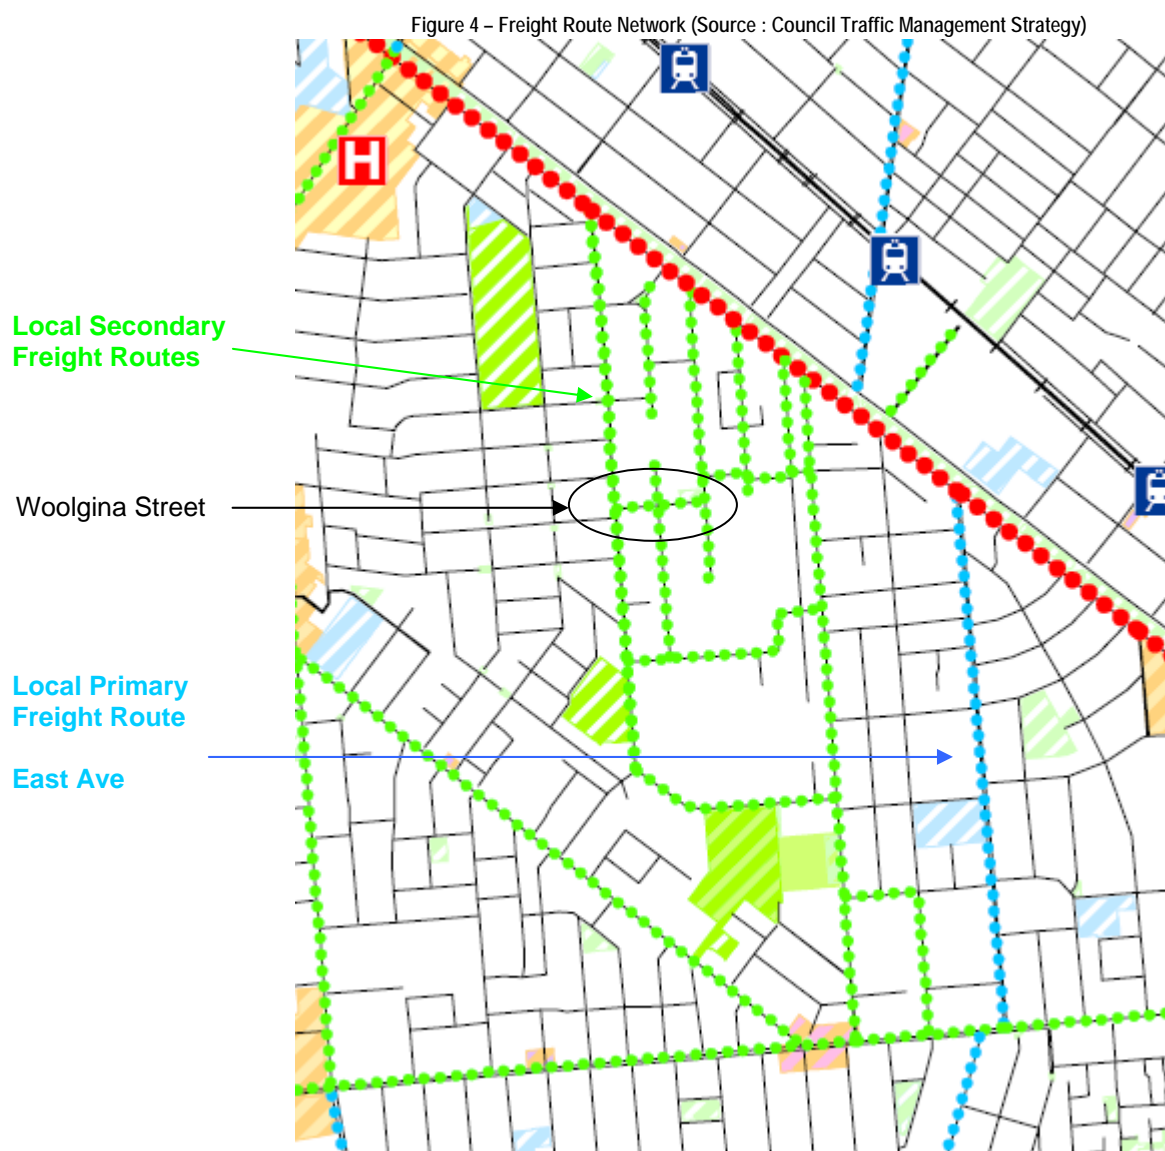 Figure 4 – Freight Route Network (Source : Council Traffic Management Strategy)
H
Local Secondary
Freight Routes
Woolgina Street
Local Primary
Freight Route
East Ave